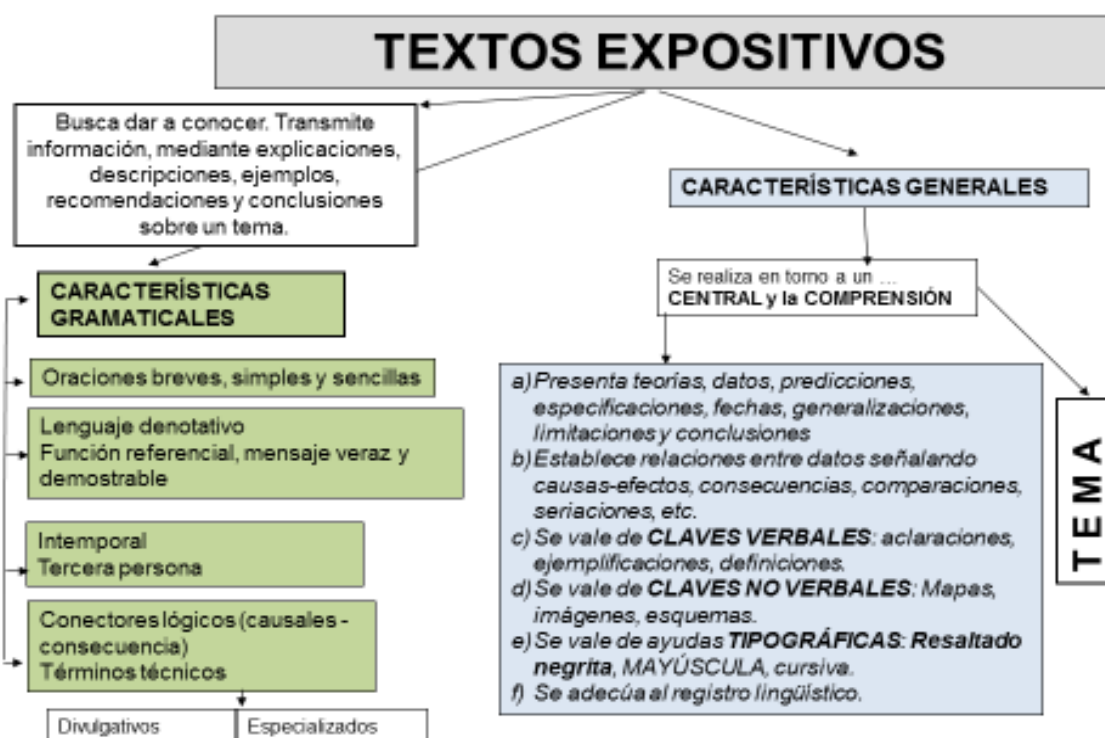 TEXTOS EXPOSITIVOS
Busca dar a conocer. Transmite
información, mediante explicaciones,
descripciones, ejemplos,
recomendaciones y conclusiones
sobre un tema.
CARACTERÍSTICAS
GRAMATICALES
Oraciones breves, simples y sencillas
Lenguaje denotativo
Función referencial, mensaje veraz y
demostrable
Intemporal
Tercera persona
Conectores lógicos (causales -
consecuencia)
Términos técnicos
Divulgativos
Especializados
CARACTERÍSTICAS GENERALES
Se realiza en torno a un ...
CENTRAL y la COMPRENSIÓN
a) Presenta teorías, datos, predicciones,
especificaciones, fechas, generalizaciones,
limitaciones y conclusiones
b) Establece relaciones entre datos señalando
causas-efectos, consecuencias, comparaciones,
seriaciones, etc.
c) Se vale de CLAVES VERBALES: aclaraciones,
ejemplificaciones, definiciones.
d) Se vale de CLAVES NO VERBALES: Mapas,
imágenes, esquemas.
e) Se vale de ayudas TIPOGRÁFICAS: Resaltado
negrita, MAYÚSCULA, cursiva.
f) Se adecúa al registro lingüístico.
TEMA